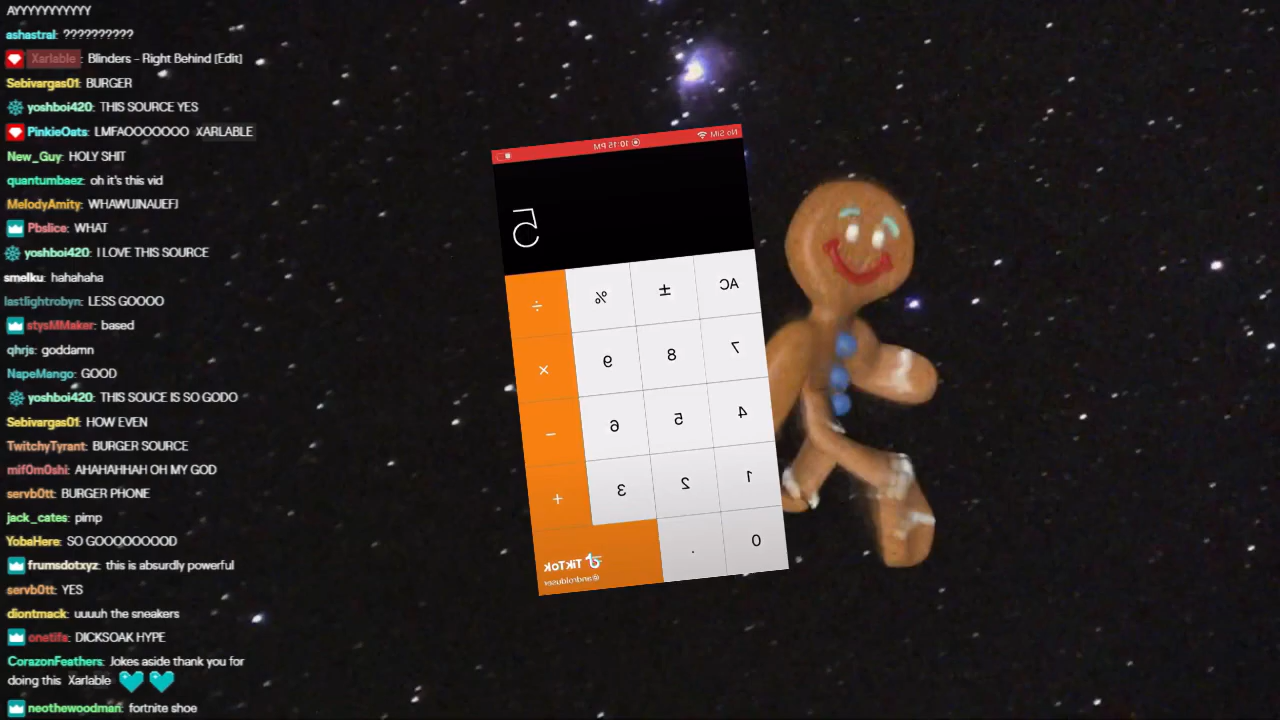 AYYYYYYYYYY
ashastral: ??????????
Xarlable : Blinders - Right Behind [Edit]
Sebivargas01: BURGER
yoshboi420: THIS SOURCE YES
PinkieOats: LMFAOOOOOOO XARLABLE
New_Guy: HOLY SHIT
quantumbaez: oh it's this vid
MelodyAmity: WHAWUJNAUEFJ
Pbslice: WHAT
yoshboi420: I LOVE THIS SOURCE
smelku: hahahaha
lastlightrobyn: LESS GOOOO
stysMMaker: based
qhrjs: goddamn
NapeMango: GOOD
yoshboi420: THIS SOUCE IS SO GODO
Sebivargas01: HOW EVEN
TwitchyTyrant: BURGER SOURCE
mif0m0shi: AHAHAHHAH OH MY GOD
servb0tt: BURGER PHONE
jack_cates: pimp
YobaHere: SO GOOOOOOOOD
frumsdotxyz: this is absurdly powerful
servb0tt: YES
diontmack: uuuuh the sneakers
onetifa: DICKSOAK HYPE
CorazonFeathers: Jokes aside thank you for
doing this Xarlable
neothewoodman: fortnite shoe
No SIM 10:15 PM
5
AC ± % ÷
7 8 9 ×
4 5 6 −
1 2 3 +
0 .
TikTok
@androiduser